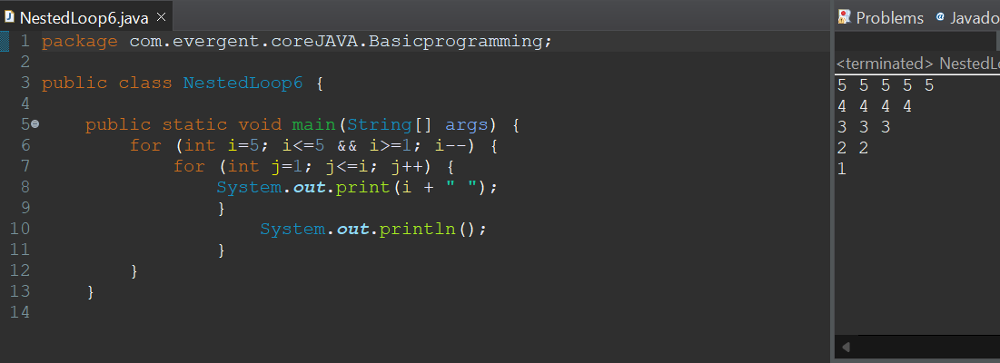 NestedLoop6.java
1 package com.evergent.coreJAVA.Basicprogramming;
2
3 public class NestedLoop6 {
4
5     public static void main(String[] args) {
6         for (int i=5; i<=5 && i>=1; i--) {
7             for (int j=1; j<=i; j++) {
8                 System.out.print(i + " ");
9                 }
10                     System.out.println();
11                 }
12         }
13     }
14
Problems Javado
<terminated> NestedLo
5 5 5 5 5
4 4 4 4
3 3 3
2 2
1